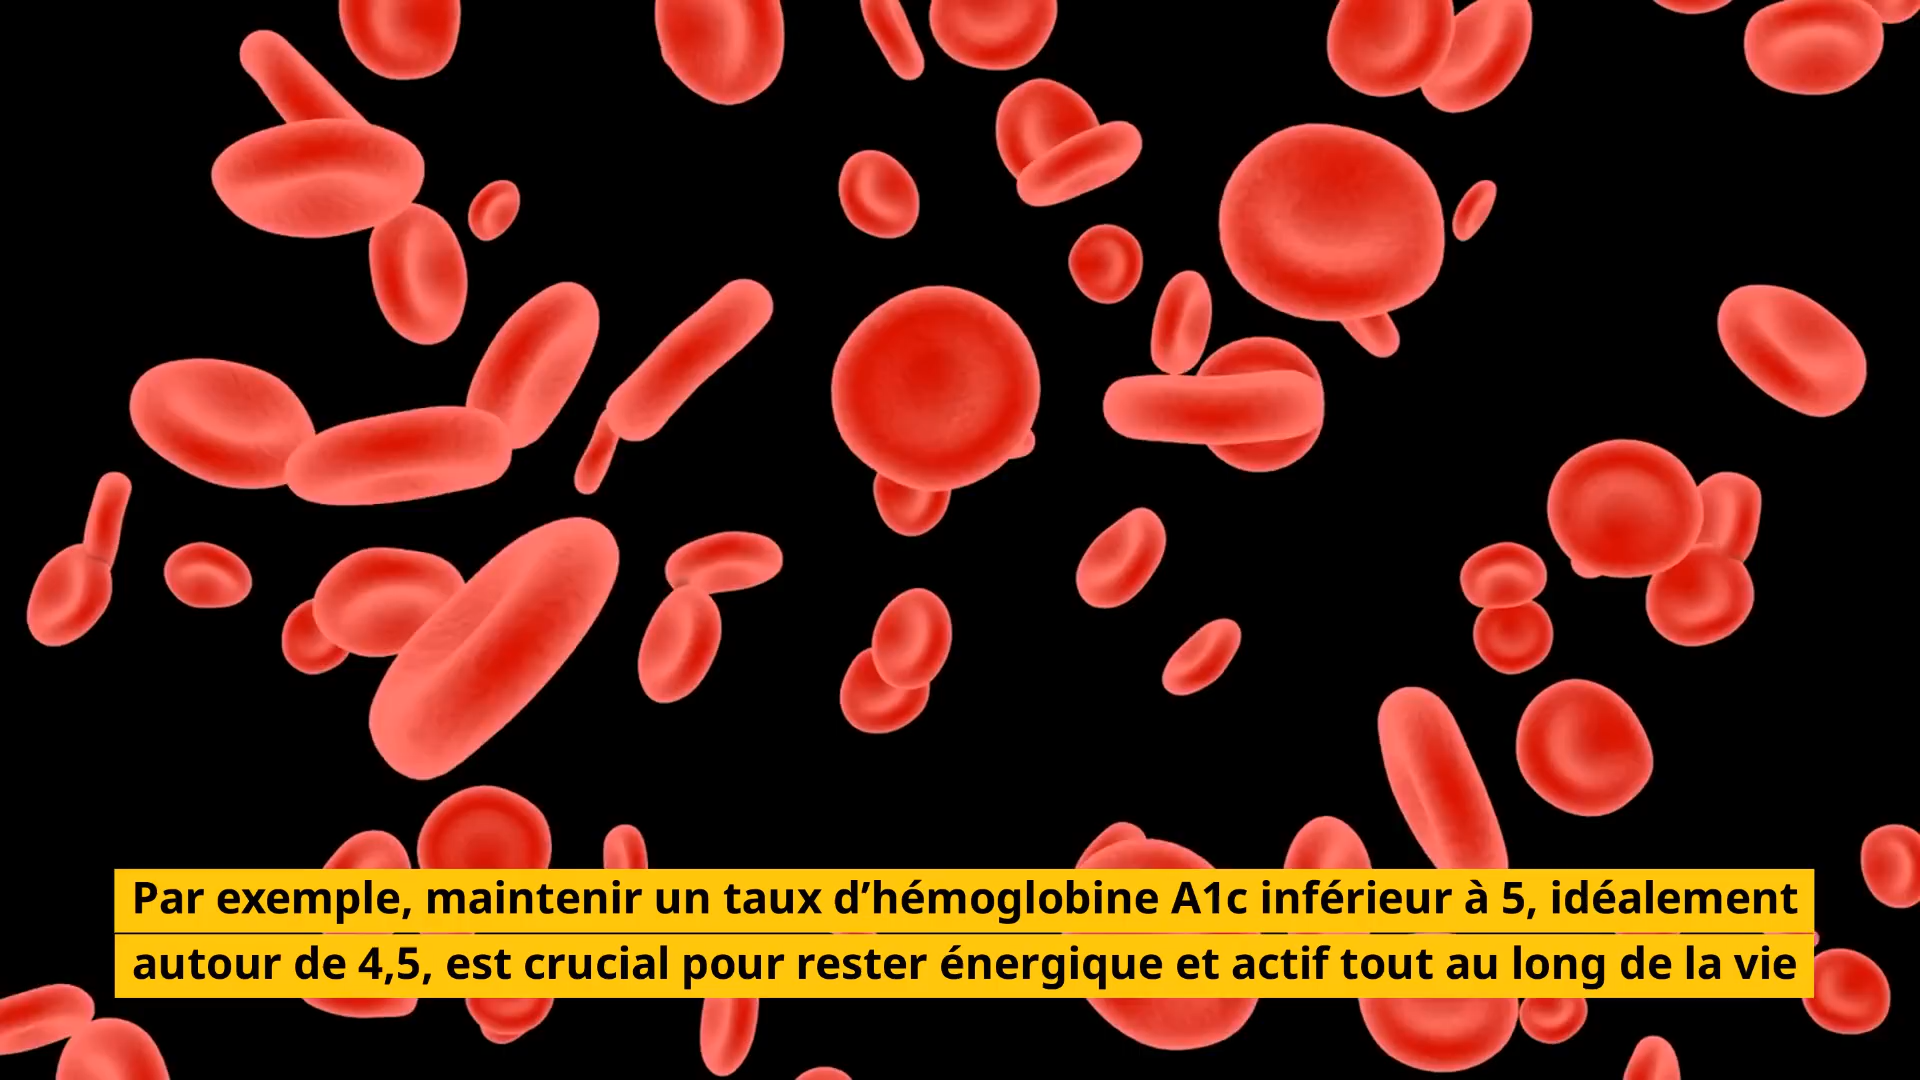 Par exemple, maintenir un taux d’hémoglobine A1c inférieur à 5, idéalement
autour de 4,5, est crucial pour rester énergique et actif tout au long de la vie